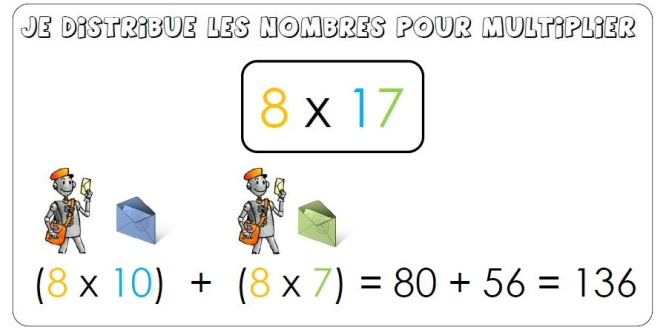 JE DISTRIBUE LES NOMBRES POUR MULTIPLIER
8 x 17
(8 x 10) + (8 x 7) = 80 + 56 = 136